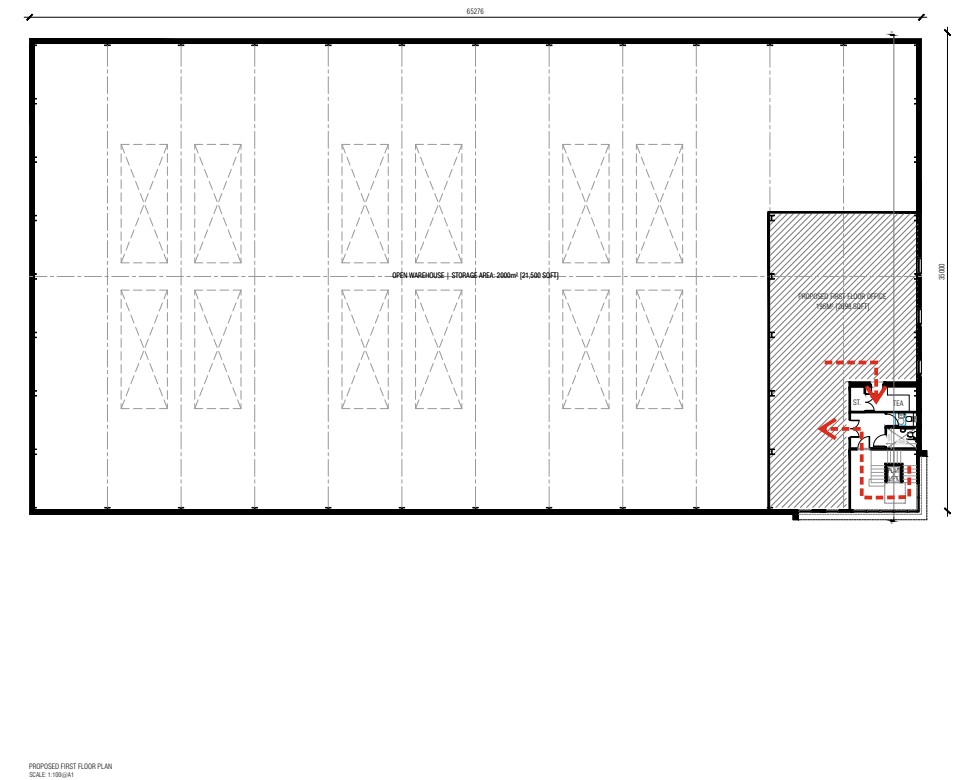 65276
OPEN WAREHOUSE | STORAGE AREA: 2000m² [21,500 SQFT]
35000
PROPOSED FIRST FLOOR OFFICE
ST.
TEA
PROPOSED FIRST FLOOR PLAN
SCALE: 1:100@A1